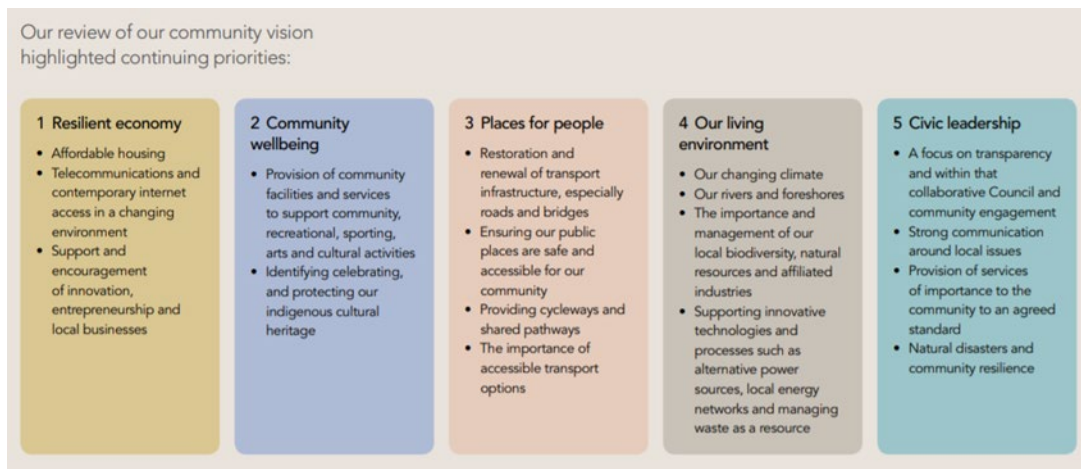 Our review of our community vision
highlighted continuing priorities:
1 Resilient economy
• Affordable housing
• Telecommunications and
contemporary internet
access in a changing
environment
• Support and
encouragement
of innovation,
entrepreneurship and
local businesses
2 Community
wellbeing
• Provision of community
facilities and services
to support community,
recreational, sporting,
arts and cultural activities
• Identifying celebrating,
and protecting our
indigenous cultural
heritage
3 Places for people
• Restoration and
renewal of transport
infrastructure, especially
roads and bridges
• Ensuring our public
places are safe and
accessible for our
community
• Providing cycleways and
shared pathways
• The importance of
accessible transport
options
4 Our living
environment
• Our changing climate
• Our rivers and foreshores
• The importance and
management of our
local biodiversity, natural
resources and affiliated
industries
• Supporting innovative
technologies and
processes such as
alternative power
sources, local energy
networks and managing
waste as a resource
5 Civic leadership
• A focus on transparency
and within that
collaborative Council and
community engagement
• Strong communication
around local issues
• Provision of services
of importance to the
community to an agreed
standard
• Natural disasters and
community resilience